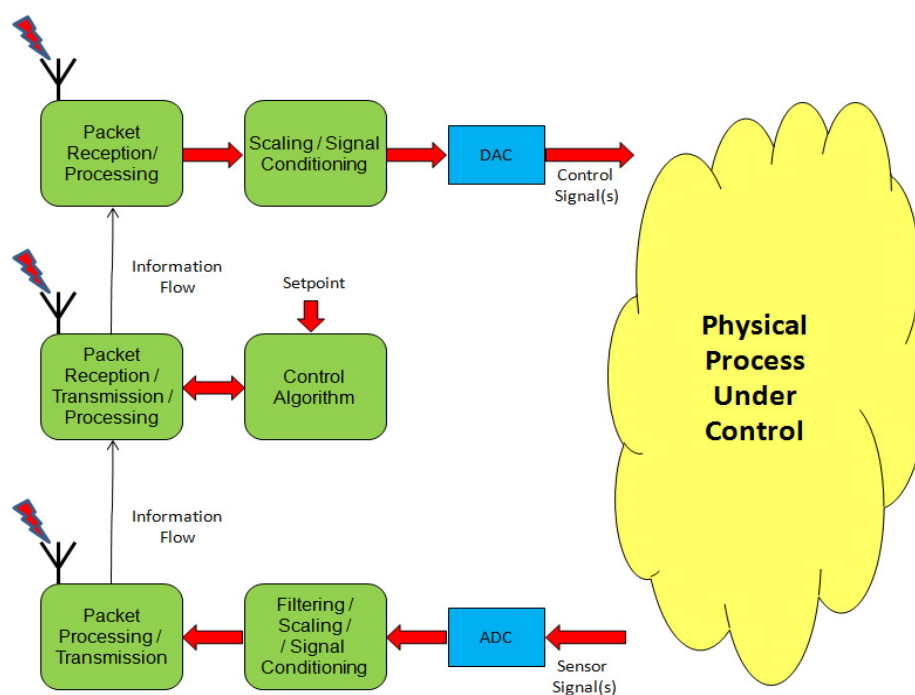 Packet
Reception/
Processing
Scaling / Signal
Conditioning
DAC
Control
Signal(s)
Information
Flow
Setpoint
Packet
Reception /
Transmission /
Processing
Control
Algorithm
Physical
Process
Under
Control
Information
Flow
Packet
Processing /
Transmission
Filtering /
Scaling /
/ Signal
Conditioning
ADC
Sensor
Signal(s)